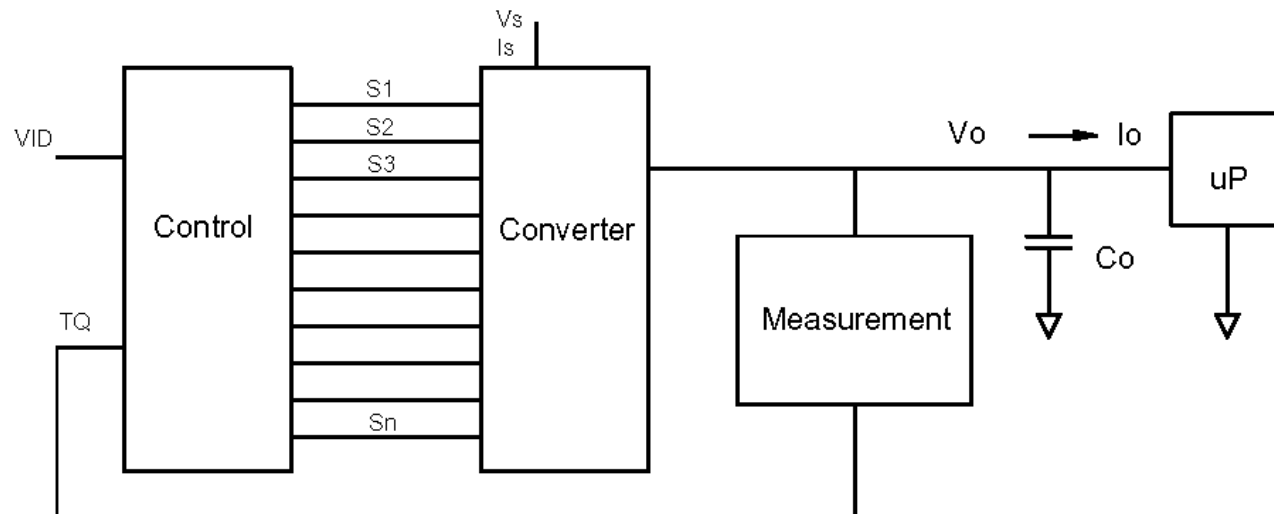 Vs
Is
S1
S2
S3
Sn
VID
TQ
Control
Converter
Measurement
Vo
Io
Co
uP